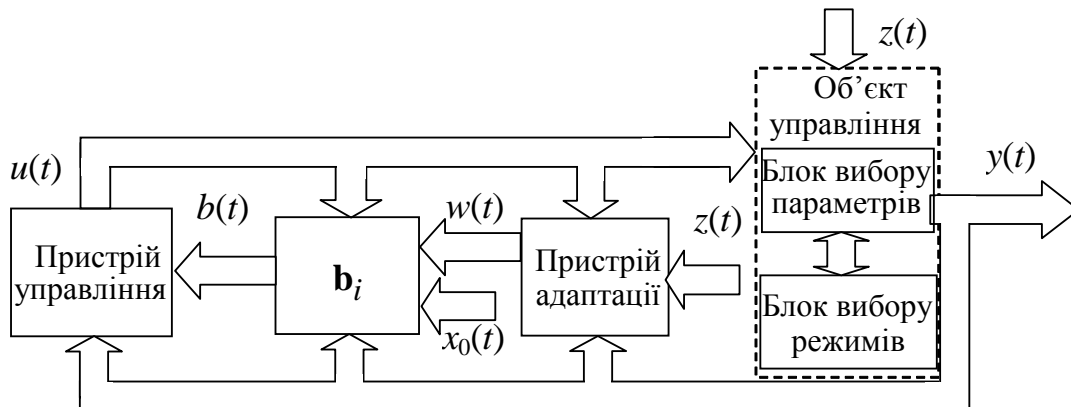 z(t)
Об’єкт
управління
u(t)
Блок вибору
параметрів
y(t)
b(t)
w(t)
z(t)
Пристрій
управління
b_i
Пристрій
адаптації
x_0(t)
Блок вибору
режимів